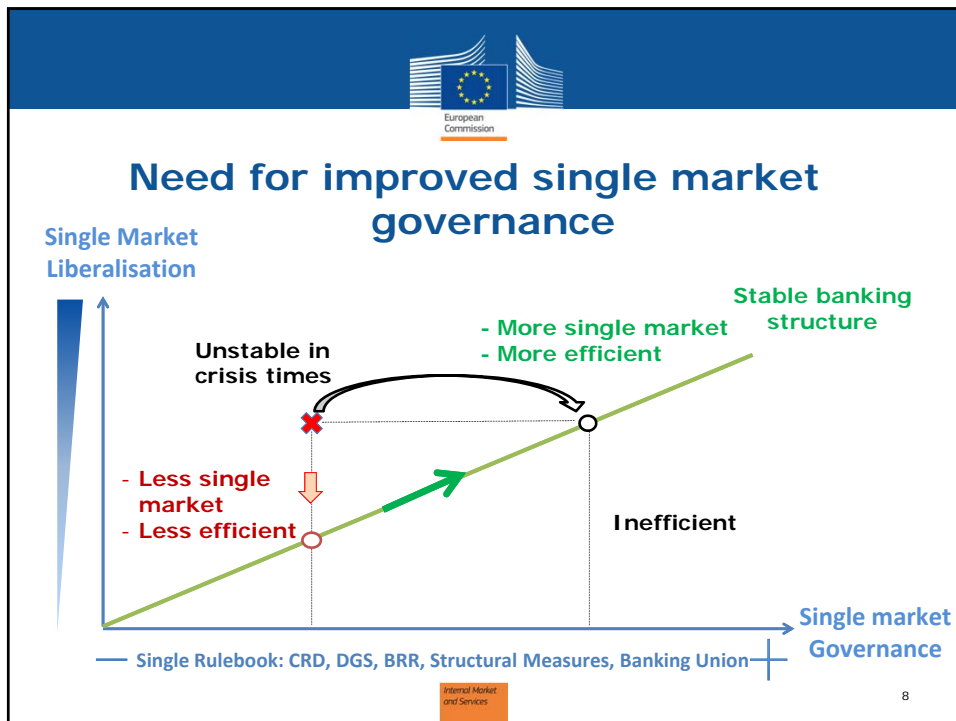 European
Commission
Need for improved single market
governance
Single Market
Liberalisation
Stable banking
structure
- More single market
- More efficient
Unstable in
crisis times
- Less single
market
- Less efficient
Inefficient
Single market
Governance
Single Rulebook: CRD, DGS, BRR, Structural Measures, Banking Union
Internal Market
and Services
8